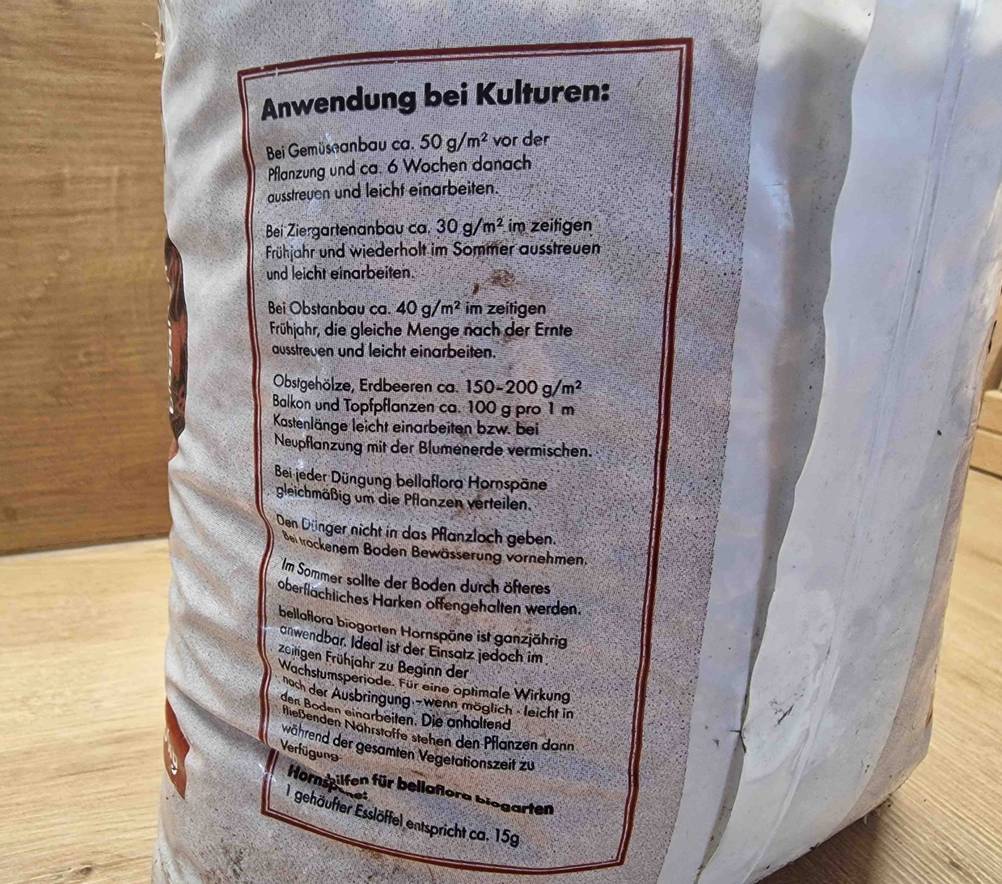 Anwendung bei Kulturen:
Bei Gemüseanbau ca. 50 g/m² vor der
Pflanzung und ca. 6 Wochen danach
ausstreuen und leicht einarbeiten.
Bei Ziergartenanbau ca. 30 g/m² im zeitigen
Frühjahr und wiederholt im Sommer ausstreuen
und leicht einarbeiten.
Bei Obstanbau ca. 40 g/m² im zeitigen
Frühjahr, die gleiche Menge nach der Ernte
ausstreuen und leicht einarbeiten.
Obstgehölze, Erdbeeren ca. 150-200 g/m²
Balkon und Topfpflanzen ca. 100 g pro 1 m
Kastenlänge leicht einarbeiten bzw. bei
Neupflanzung mit der Blumenerde vermischen.
Bei jeder Düngung bellaflora Hornspäne
gleichmäßig um die Pflanzen verteilen.
Den Dünger nicht in das Pflanzloch geben.
Bei trockenem Boden Bewässerung vornehmen.
Im Sommer sollte der Boden durch öfteres
oberflächliches Harken offengehalten werden.
bellaflora biogarten Hornspäne ist ganzjährig
anwendbar. Ideal ist der Einsatz jedoch im
zeitigen Frühjahr zu Beginn der
Wachstumsperiode. Für eine optimale Wirkung
nach der Ausbringung - wenn möglich - leicht in
den Boden einarbeiten. Die anhaltend
fließenden Nährstoffe stehen den Pflanzen dann
während der gesamten Vegetationszeit zu
Verfügung
für bellaflora biogarten
1 gehäufter Esslöffel entspricht ca. 15g